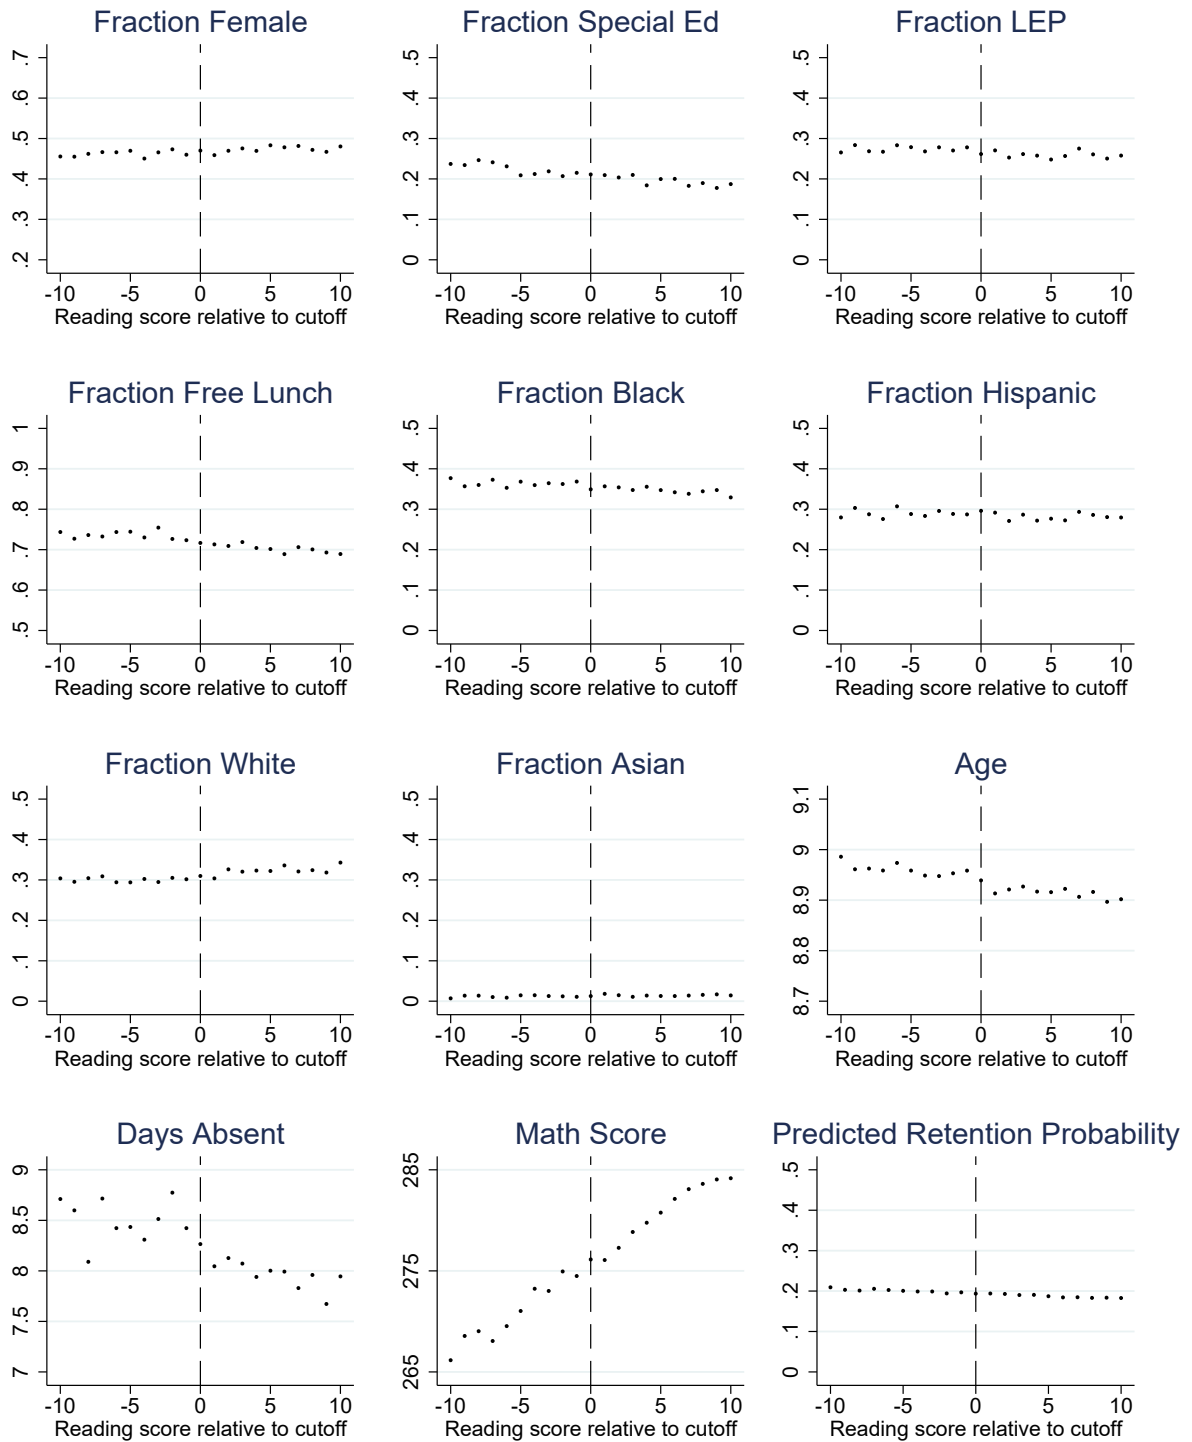 Fraction Female
Fraction Special Ed
Fraction LEP
.7
.6
.5
.4
.3
.2
-10 -5 0 5 10
Reading score relative to cutoff
.5
.4
.3
.2
.1
0
-10 -5 0 5 10
Reading score relative to cutoff
.5
.4
.3
.2
.1
0
-10 -5 0 5 10
Reading score relative to cutoff
Fraction Free Lunch
Fraction Black
Fraction Hispanic
1
.9
.8
.7
.6
.5
-10 -5 0 5 10
Reading score relative to cutoff
.5
.4
.3
.2
.1
0
-10 -5 0 5 10
Reading score relative to cutoff
.5
.4
.3
.2
.1
0
-10 -5 0 5 10
Reading score relative to cutoff
Fraction White
Fraction Asian
Age
.5
.4
.3
.2
.1
0
-10 -5 0 5 10
Reading score relative to cutoff
.5
.4
.3
.2
.1
0
-10 -5 0 5 10
Reading score relative to cutoff
9.1
9
8.9
8.8
8.7
-10 -5 0 5 10
Reading score relative to cutoff
Days Absent
Math Score
Predicted Retention Probability
9
8.5
8
7.5
7
-10 -5 0 5 10
Reading score relative to cutoff
285
275
265
-10 -5 0 5 10
Reading score relative to cutoff
.5
.4
.3
.2
.1
0
-10 -5 0 5 10
Reading score relative to cutoff